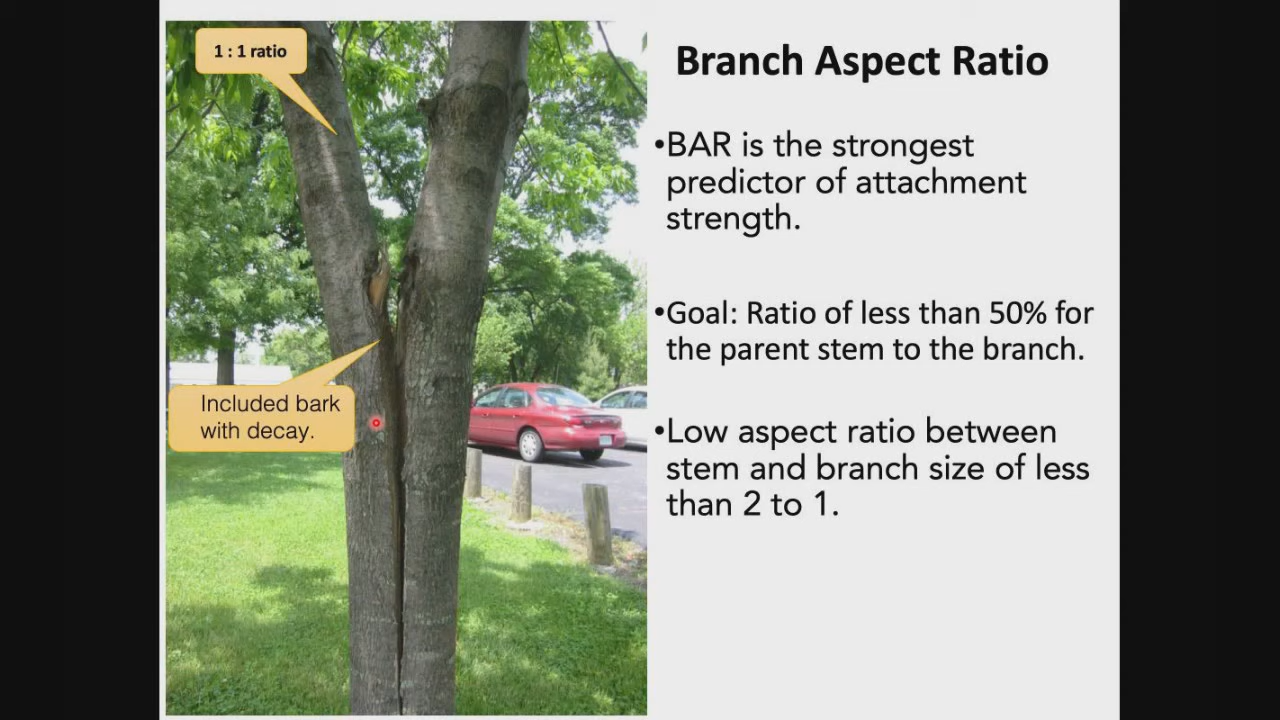 1 : 1 ratio
Branch Aspect Ratio
•BAR is the strongest
predictor of attachment
strength.
•Goal: Ratio of less than 50% for
the parent stem to the branch.
Included bark
with decay.
•Low aspect ratio between
stem and branch size of less
than 2 to 1.